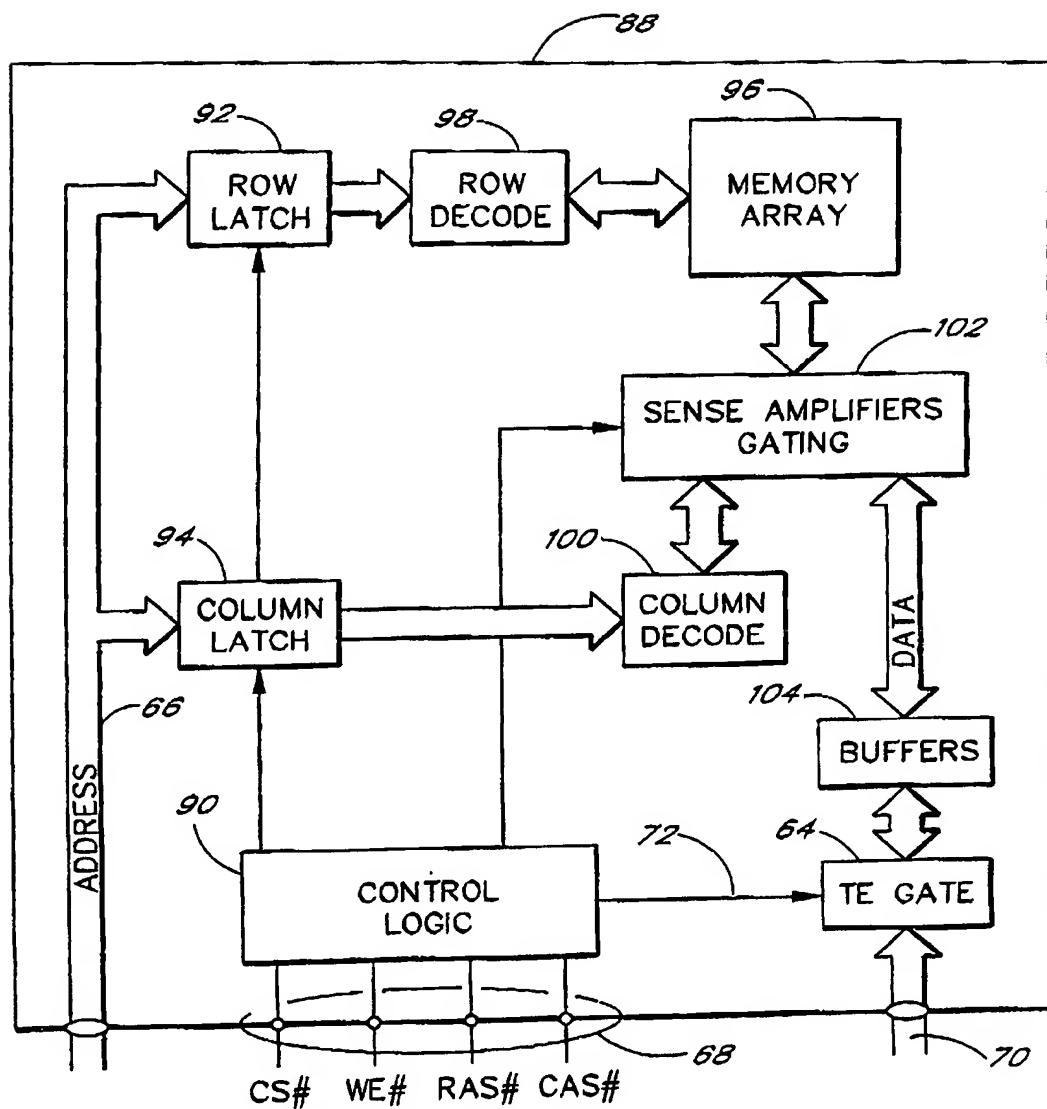 88
92
98
96
ROW
LATCH
ROW
DECODE
MEMORY
ARRAY
102
SENSE AMPLIFIERS
GATING
94
100
COLUMN
LATCH
COLUMN
DECODE
DATA
66
104
BUFFERS
ADDRESS
90
72
64
CONTROL
LOGIC
TE GATE
68
70
CS# WE# RAS# CAS#